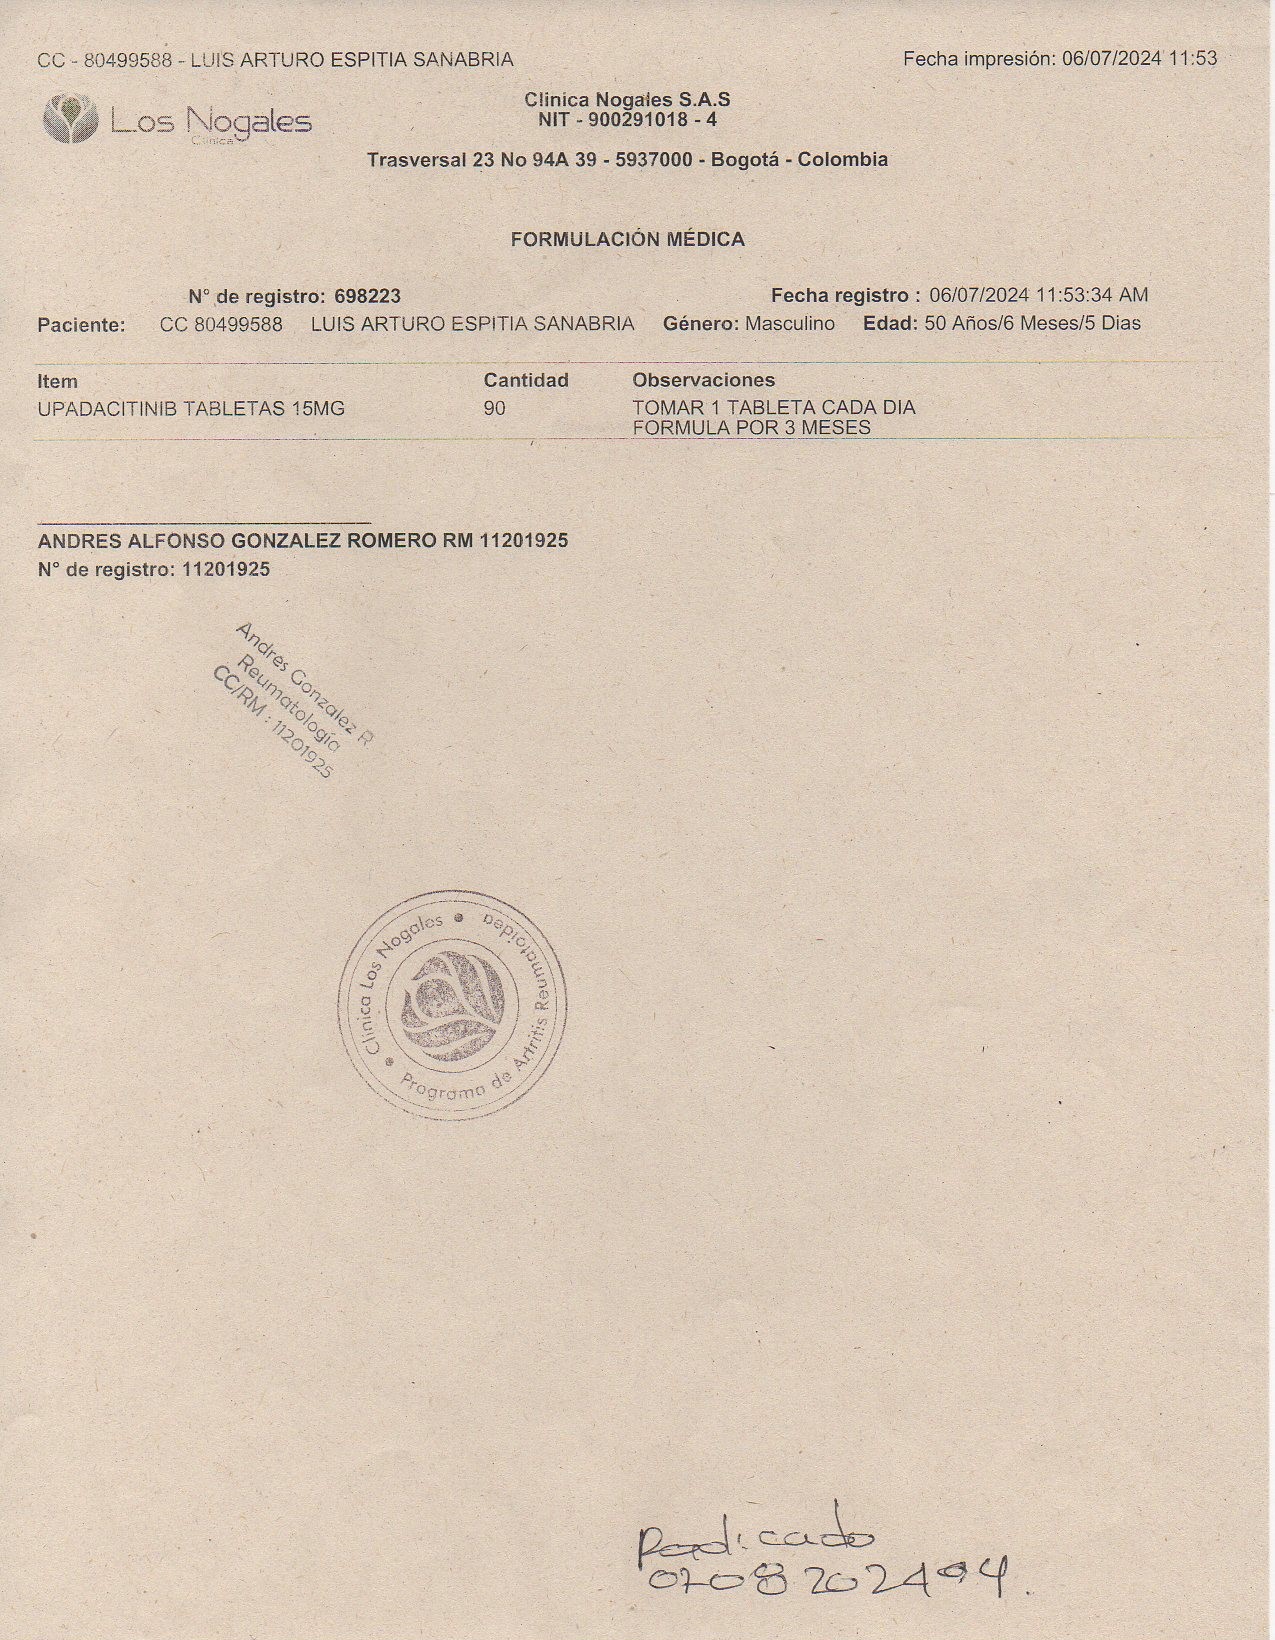 CC - 80499588 - LUIS ARTURO ESPITIA SANABRIA Fecha impresión: 06/07/2024 11:53
Los Nogales
Clínica
Clinica Nogales S.A.S
NIT - 900291018 - 4
Trasversal 23 No 94A 39 - 5937000 - Bogotá - Colombia
FORMULACIÓN MÉDICA
N° de registro: 698223 Fecha registro : 06/07/2024 11:53:34 AM
Paciente: CC 80499588 LUIS ARTURO ESPITIA SANABRIA Género: Masculino Edad: 50 Años/6 Meses/5 Dias
Item Cantidad Observaciones
UPADACITINIB TABLETAS 15MG 90 TOMAR 1 TABLETA CADA DIA
FORMULA POR 3 MESES
ANDRES ALFONSO GONZALEZ ROMERO RM 11201925
N° de registro: 11201925
Andres Gonzalez R
Reumatología
CC/RM : 11201925
Clínica Los Nogales • Programa de Artritis Reumatoidea •
Radicado